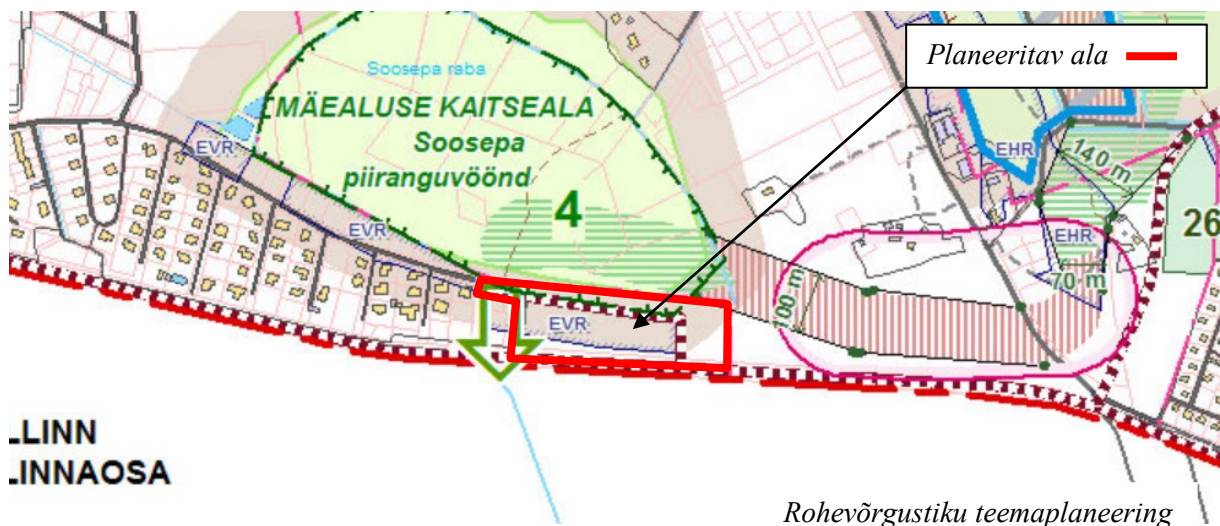 Planeeritav ala
Soosepa raba
MÄEALUSE KAITSEALA
Soosepa
piiranguvöönd
EVR
EVR
4
EVR
EHR
140 m
26
EHR
70 m
100 m
LLINN
LINNAOSA
Rohevõrgustiku teemaplaneering